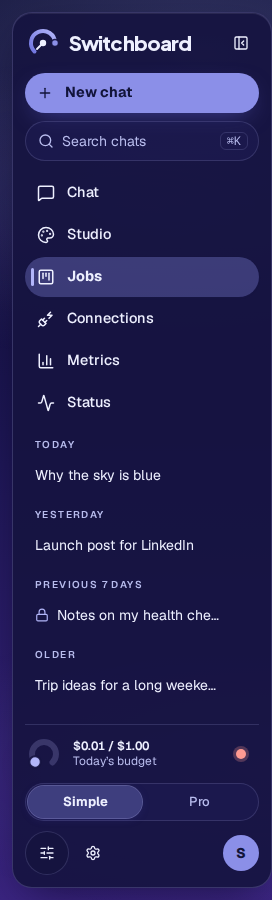 Switchboard
+ New chat
Search chats ⌘K
Chat
Studio
Jobs
Connections
Metrics
Status
TODAY
Why the sky is blue
YESTERDAY
Launch post for LinkedIn
PREVIOUS 7 DAYS
Notes on my health che...
OLDER
Trip ideas for a long weeke...
$0.01 / $1.00
Today's budget
Simple Pro
S